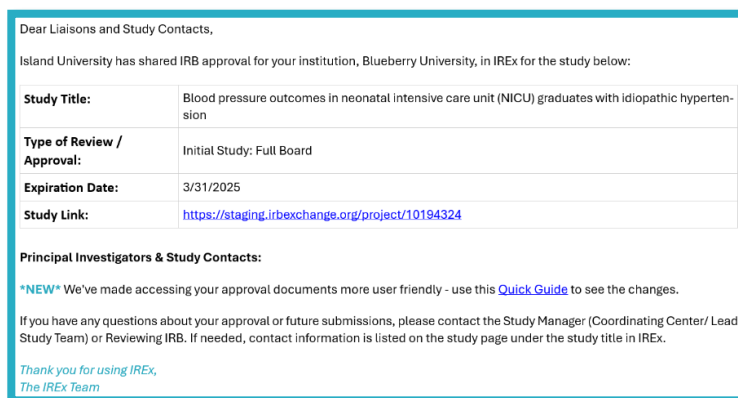 Dear Liaisons and Study Contacts,
Island University has shared IRB approval for your institution, Blueberry University, in IREx for the study below:
Study Title:
Blood pressure outcomes in neonatal intensive care unit (NICU) graduates with idiopathic hyperten-
sion
Type of Review /
Approval:
Initial Study: Full Board
Expiration Date:
3/31/2025
Study Link:
https://staging.irbexchange.org/project/10194324
Principal Investigators & Study Contacts:
*NEW* We've made accessing your approval documents more user friendly - use this Quick Guide to see the changes.
If you have any questions about your approval or future submissions, please contact the Study Manager (Coordinating Center/ Lead
Study Team) or Reviewing IRB. If needed, contact information is listed on the study page under the study title in IREx.
Thank you for using IREx,
The IREx Team